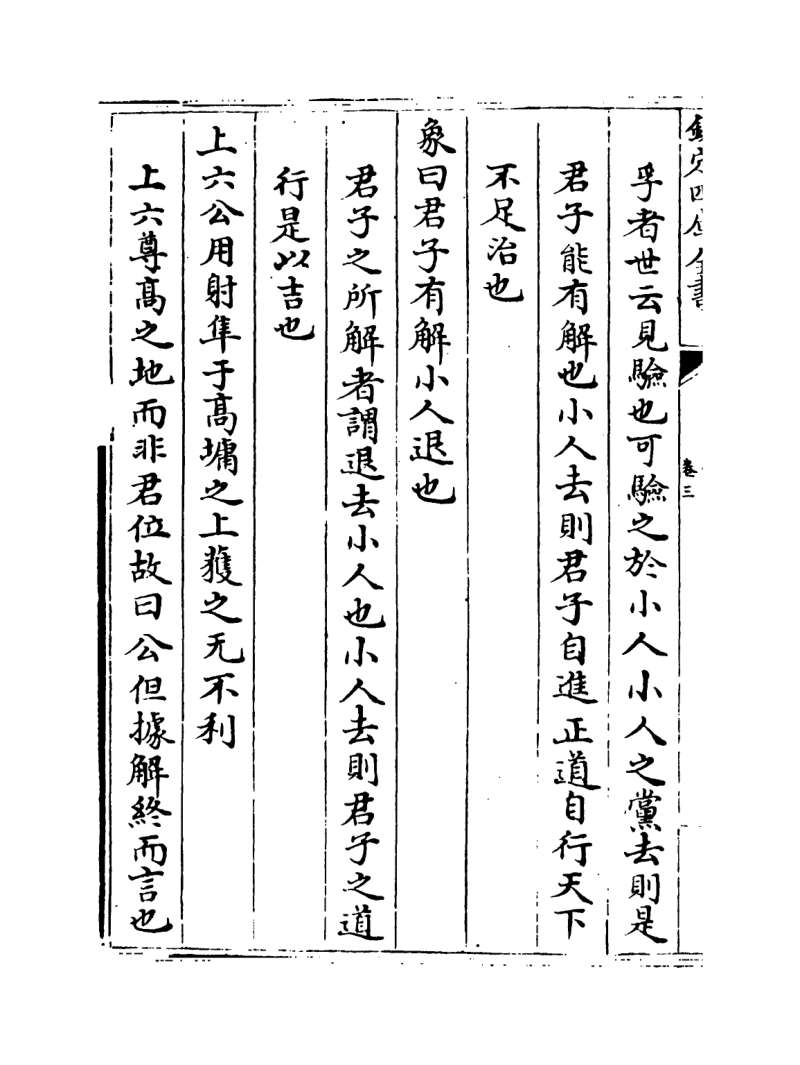 欽定四庫全書
卷三
孚者世云見驗也可驗之於小人小人之黨去則是
君子能有解也小人去則君子自進正道自行天下
不足治也
象曰君子有解小人退也
君子之所解者謂退去小人也小人去則君子之道
行是以吉也
上六公用射隼于高墉之上獲之无不利
上六尊高之地而非君位故曰公但據解終而言也